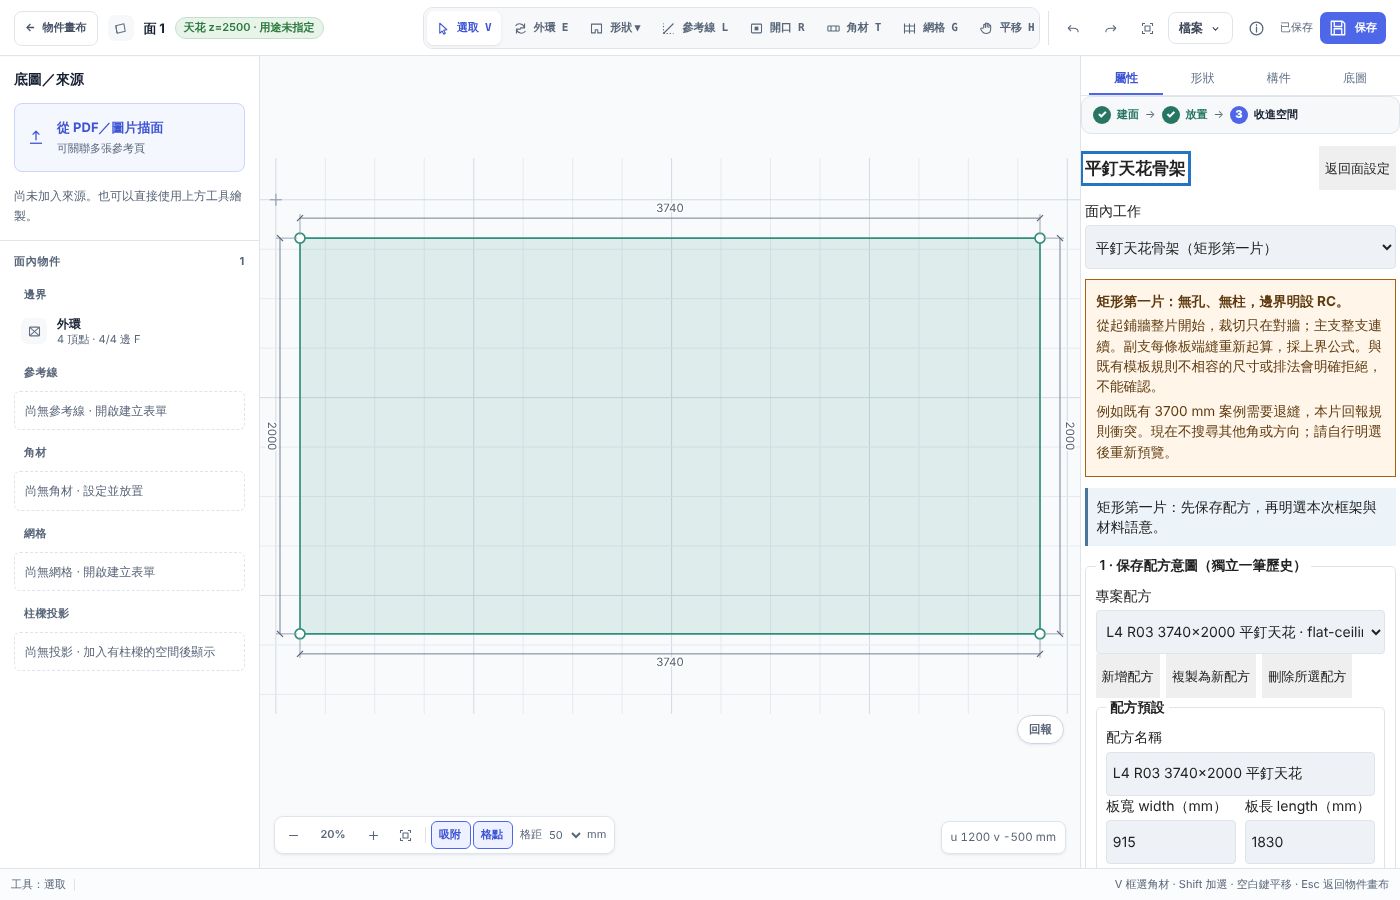 物件畫布
面 1
天花 z=2500 · 用途未指定
選取 V
外環 E
形狀▾
參考線 L
開口 R
角材 T
網格 G
平移 H
檔案
已保存
保存
底圖／來源
從 PDF／圖片描面
可關聯多張參考頁
尚未加入來源。也可以直接使用上方工具繪
製。
面內物件
1
邊界
外環
4 頂點 · 4/4 邊 F
參考線
尚無參考線 · 開啟建立表單
角材
尚無角材 · 設定並放置
網格
尚無網格 · 開啟建立表單
柱樑投影
尚無投影 · 加入有柱樑的空間後顯示
3740
2000
2000
3740
回報
20%
吸附
格點
格距
50
mm
u 1200 v -500 mm
屬性
形狀
構件
底圖
建面
放置
3
收進空間
平釘天花骨架
返回面設定
面內工作
平釘天花骨架（矩形第一片）
矩形第一片：無孔、無柱，邊界明設 RC。
從起鋪牆整片開始，裁切只在對牆；主支整支連
續。副支每條板端縫重新起算，採上界公式。與
既有模板規則不相容的尺寸或排法會明確拒絕，
不能確認。
例如既有 3700 mm 案例需要退縫，本片回報規
則衝突。現在不搜尋其他角或方向；請自行明選
後重新預覽。
矩形第一片：先保存配方，再明選本次框架與
材料語意。
1 · 保存配方意圖（獨立一筆歷史）
專案配方
L4 R03 3740×2000 平釘天花 · flat-ceilin
新增配方
複製為新配方
刪除所選配方
配方預設
配方名稱
L4 R03 3740×2000 平釘天花
板寬 width（mm）
板長 length（mm）
915
1830
工具：選取
V 框選角材 · Shift 加選 · 空白鍵平移 · Esc 返回物件畫布